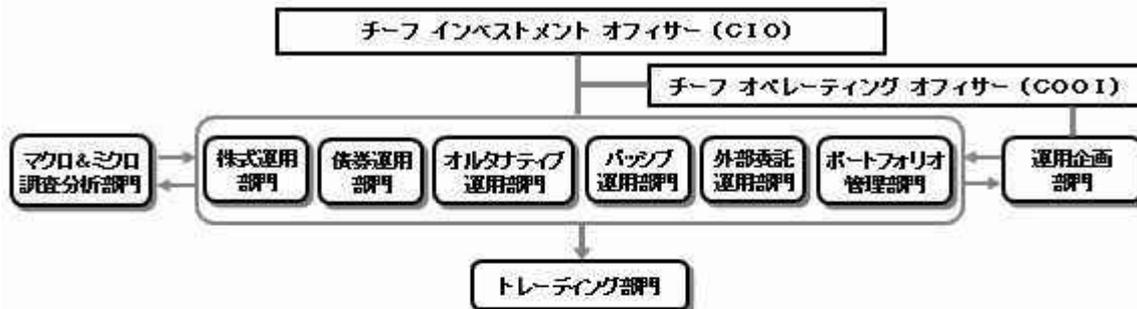 チーフ インベストメント オフィサー（CIO）
チーフ オペレーティング オフィサー（COOI）
マクロ＆ミクロ
調査分析部門
株式運用
部門
債券運用
部門
オルタナティブ
運用部門
パッシブ
運用部門
外部委託
運用部門
ポートフォリオ
管理部門
運用企画
部門
トレーディング部門